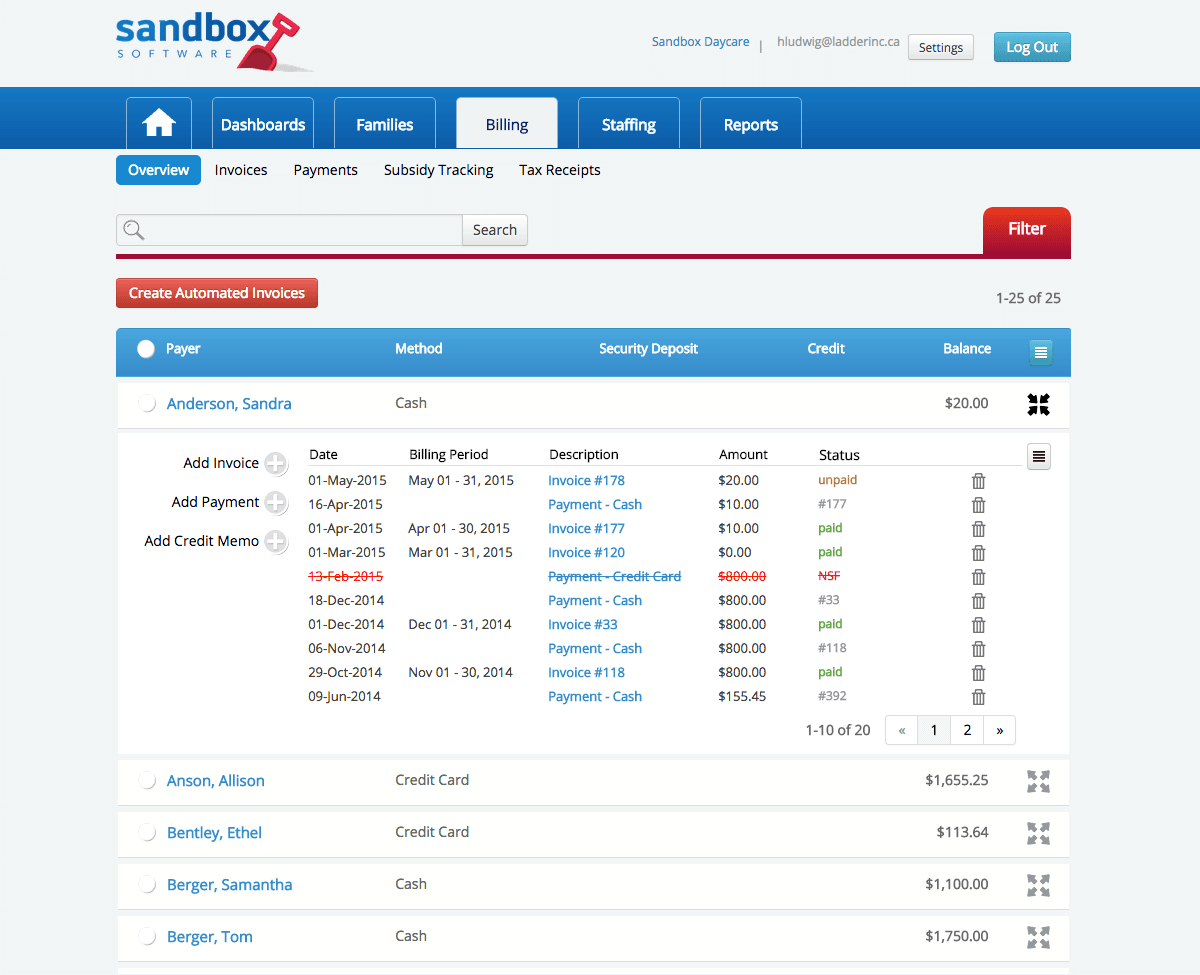 sandbox
SOFTWARE
Sandbox Daycare | hludwig@ladderinc.ca Settings Log Out
Dashboards Families Billing Staffing Reports
Overview Invoices Payments Subsidy Tracking Tax Receipts
Search Filter
Create Automated Invoices 1-25 of 25
Payer Method Security Deposit Credit Balance
Anderson, Sandra Cash $20.00
Add Invoice
Add Payment
Add Credit Memo
Date Billing Period Description Amount Status
01-May-2015 May 01 - 31, 2015 Invoice #178 $20.00 unpaid
16-Apr-2015 Payment - Cash $10.00 #177
01-Apr-2015 Apr 01 - 30, 2015 Invoice #177 $10.00 paid
01-Mar-2015 Mar 01 - 31, 2015 Invoice #120 $0.00 paid
13-Feb-2015 Payment - Credit Card $800.00 NSF
18-Dec-2014 Payment - Cash $800.00 #33
01-Dec-2014 Dec 01 - 31, 2014 Invoice #33 $800.00 paid
06-Nov-2014 Payment - Cash $800.00 #118
29-Oct-2014 Nov 01 - 30, 2014 Invoice #118 $800.00 paid
09-Jun-2014 Payment - Cash $155.45 #392
1-10 of 20 « 1 2 »
Anson, Allison Credit Card $1,655.25
Bentley, Ethel Credit Card $113.64
Berger, Samantha Cash $1,100.00
Berger, Tom Cash $1,750.00